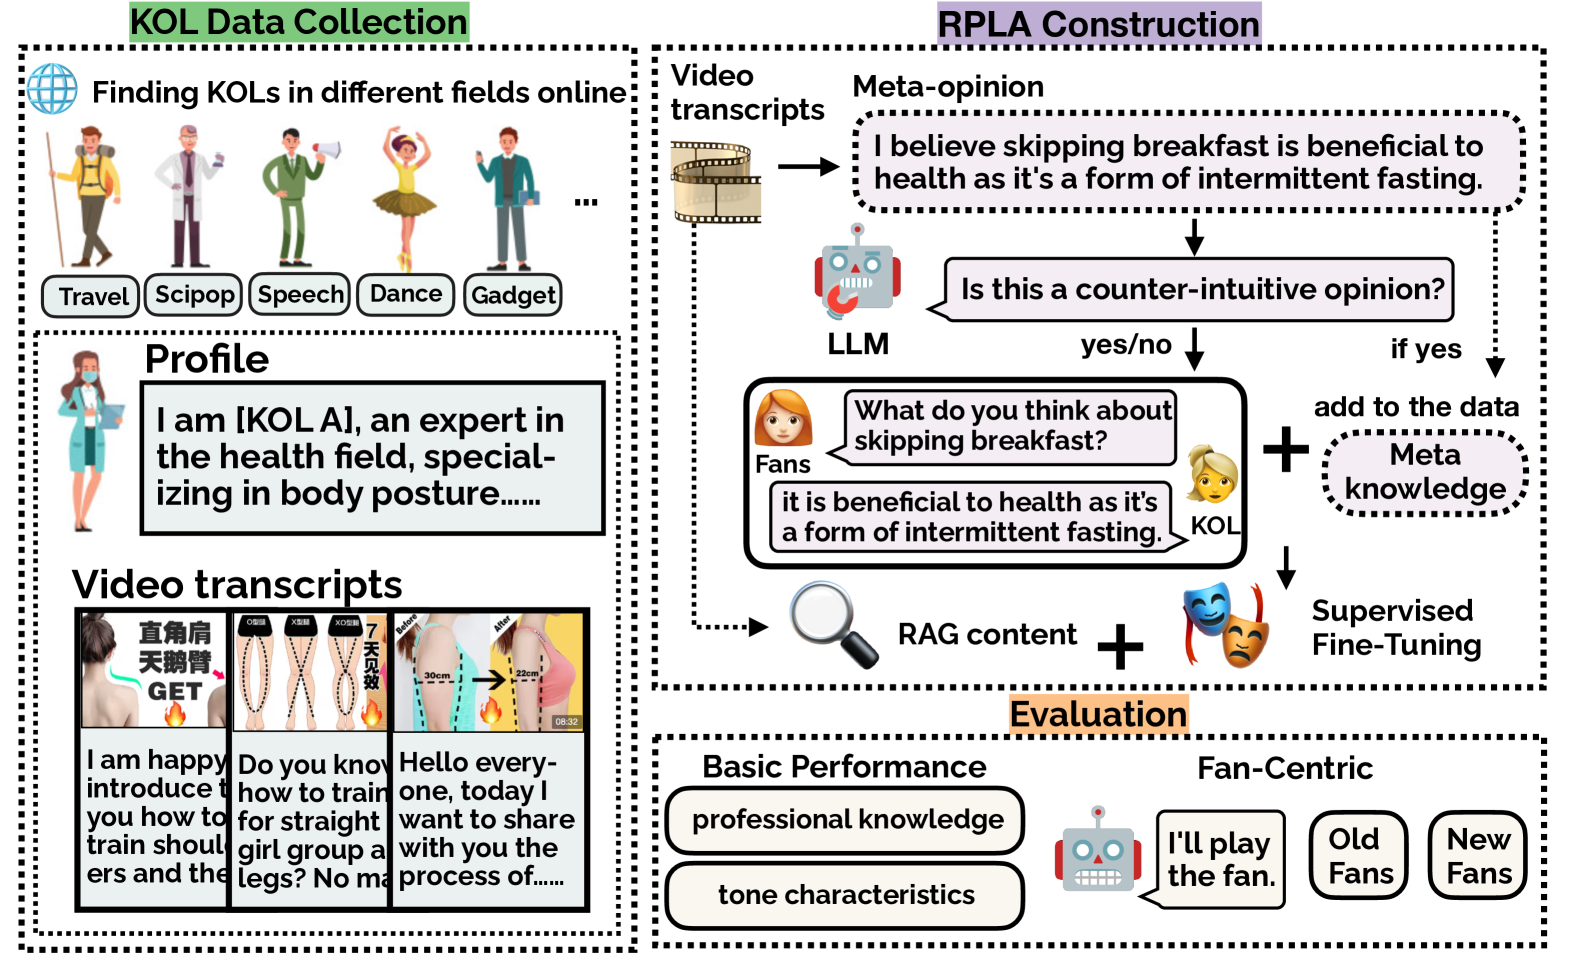 KOL Data Collection
Finding KOLs in different fields online
...
Travel
Scipop
Speech
Dance
Gadget
Profile
I am [KOL A], an expert in
the health field, special-
izing in body posture......
Video transcripts
直角肩
天鹅臂
GET
I am happy
introduce t
you how to
train shoul
ers and the
O型腿
X型腿
XO型腿
7
天
见
效
Do you know
how to train
for straight
girl group a
legs? No ma
Before
After
30cm
22cm
08:32
Hello every-
one, today I
want to share
with you the
process of......
RPLA Construction
Video
transcripts
Meta-opinion
I believe skipping breakfast is beneficial to
health as it's a form of intermittent fasting.
Is this a counter-intuitive opinion?
LLM
yes/no
if yes
What do you think about
skipping breakfast?
Fans
it is beneficial to health as it's
a form of intermittent fasting.
KOL
+
add to the data
Meta
knowledge
RAG content
+
Supervised
Fine-Tuning
Evaluation
Basic Performance
professional knowledge
tone characteristics
Fan-Centric
I'll play
the fan.
Old
Fans
New
Fans